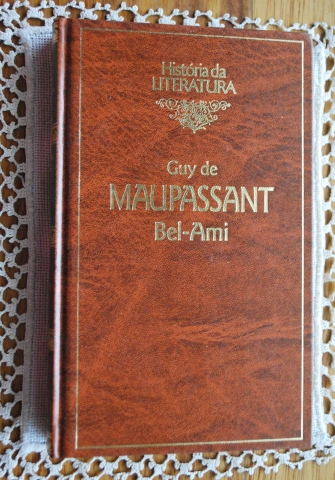 História da
LITERATURA
Guy de
MAUPASSANT
Bel-Ami